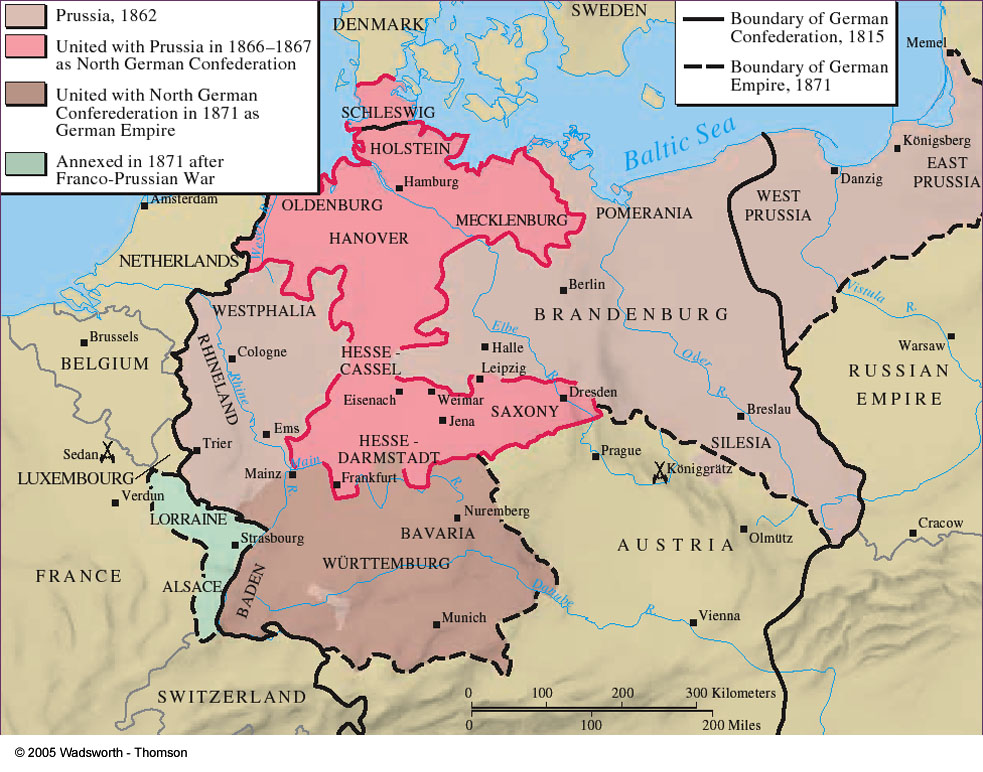 Prussia, 1862
United with Prussia in 1866–1867
as North German Confederation
United with North German
Conferederation in 1871 as
German Empire
Annexed in 1871 after
Franco-Prussian War
Boundary of German
Confederation, 1815
Boundary of German
Empire, 1871
DENMARK
SWEDEN
Memel
Baltic Sea
SCHLESWIG
HOLSTEIN
Hamburg
Königsberg
EAST
PRUSSIA
Danzig
WEST
PRUSSIA
Amsterdam
OLDENBURG
MECKLENBURG
POMERANIA
HANOVER
Weser R.
NETHERLANDS
Berlin
Vistula R.
WESTPHALIA
BRANDENBURG
Elbe R.
Brussels
BELGIUM
RHINELAND
Cologne
Rhine R.
HESSE -
CASSEL
Halle
Leipzig
Oder R.
Warsaw
RUSSIAN
EMPIRE
Eisenach
Weimar
Jena
SAXONY
Dresden
Breslau
SILESIA
Ems
Trier
HESSE -
DARMSTADT
Prague
Königgrätz
Sedan
LUXEMBOURG
Mainz
Main R.
Frankfurt
Verdun
LORRAINE
Nuremberg
BAVARIA
Strasbourg
AUSTRIA
Olmütz
Cracow
FRANCE
ALSACE
BADEN
WÜRTTEMBURG
Danube R.
Munich
Vienna
SWITZERLAND
0 100 200 300 Kilometers
0 100 200 Miles
© 2005 Wadsworth - Thomson